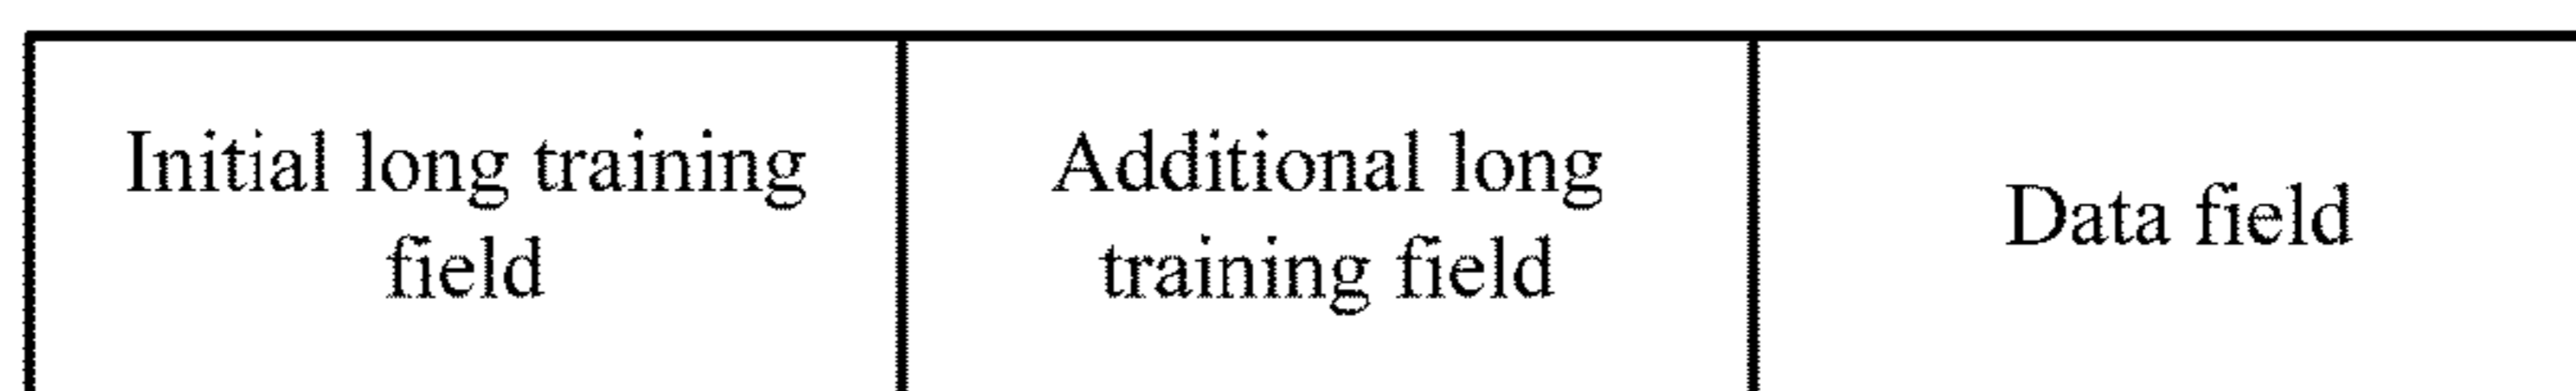 Initial long training
field
Additional long
training field
Data field